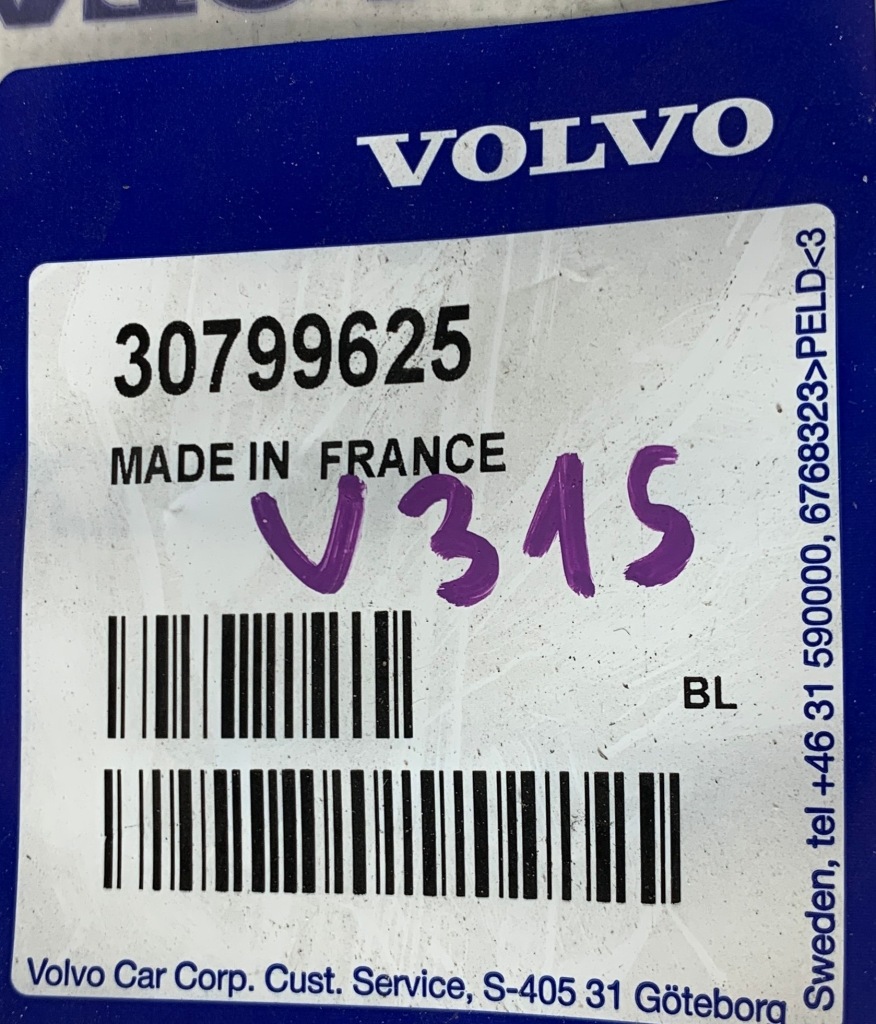 VOLVO
30799625
MADE IN FRANCE
V315
BL
Volvo Car Corp. Cust. Service, S-405 31 Göteborg
Sweden, tel +46 31 590000, 6768323>PELD<3